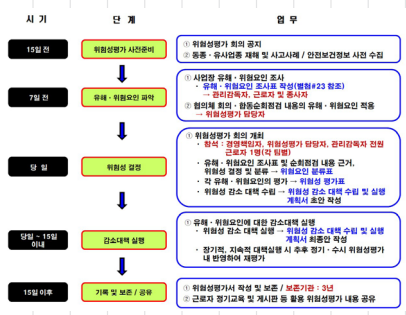 시 기 단 계 업 무
15일 전
위험성평가 사전준비
① 위험성평가 회의 공지
② 동종ㆍ유사업종 재해 및 사고사례 / 안전보건정보 사전 수집
7일 전
유해ㆍ위험요인 파악
① 사업장 유해ㆍ위험요인 조사
ㆍ 유해ㆍ위험요인 조사표 작성(별첨#23 참조)
→ 관리감독자, 근로자 및 종사자
② 협의체 회의ㆍ합동순회점검 내용의 유해ㆍ위험요인 적용
→ 위험성평가 담당자
당 일
위험성 결정
① 위험성평가 회의 개최
ㆍ 참석 : 경영책임자, 위험성평가 담당자, 관리감독자 전원
근로자 1명(각 팀별)
ㆍ 유해ㆍ위험요인 조사표 및 순회점검 내용 근거,
위험성 결정 및 분류 → 위험요인 분류표
ㆍ 각 유해ㆍ위험요인의 평가 → 위험성 평가표
ㆍ 위험성 감소 대책 수립 → 위험성 감소 대책 수립 및 실행
계획서 초안 작성
당일 ~ 15일
이내
감소대책 실행
① 유해ㆍ위험요인에 대한 감소대책 실행
ㆍ 위험성 감소 대책 실행 → 위험성 감소 대책 수립 및 실행
계획서 최종안 작성
ㆍ 장기적, 지속적 대책실행 시 추후 정기ㆍ수시 위험성평가
내 반영하여 재평가
15일 이후
기록 및 보존 / 공유
① 위험성평가서 작성 및 보존 / 보존기관 : 3년
② 근로자 정기교육 및 게시판 등 활용 위험성평가 내용 공유